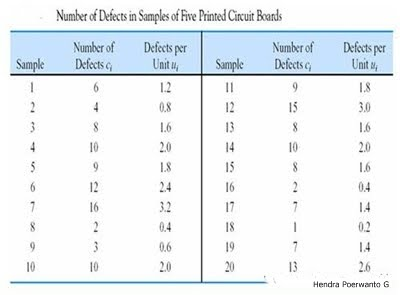 Number of Defects in Samples of Five Printed Circuit Boards
Number of Defects per Number of Defects per
Sample Defects ci Unit ui Sample Defects ci Unit ui
1 6 1.2 11 9 1.8
2 4 0.8 12 15 3.0
3 8 1.6 13 8 1.6
4 10 2.0 14 10 2.0
5 9 1.8 15 8 1.6
6 12 2.4 16 2 0.4
7 16 3.2 17 7 1.4
8 2 0.4 18 1 0.2
9 3 0.6 19 7 1.4
10 10 2.0 20 13 2.6
Hendra Poerwanto G